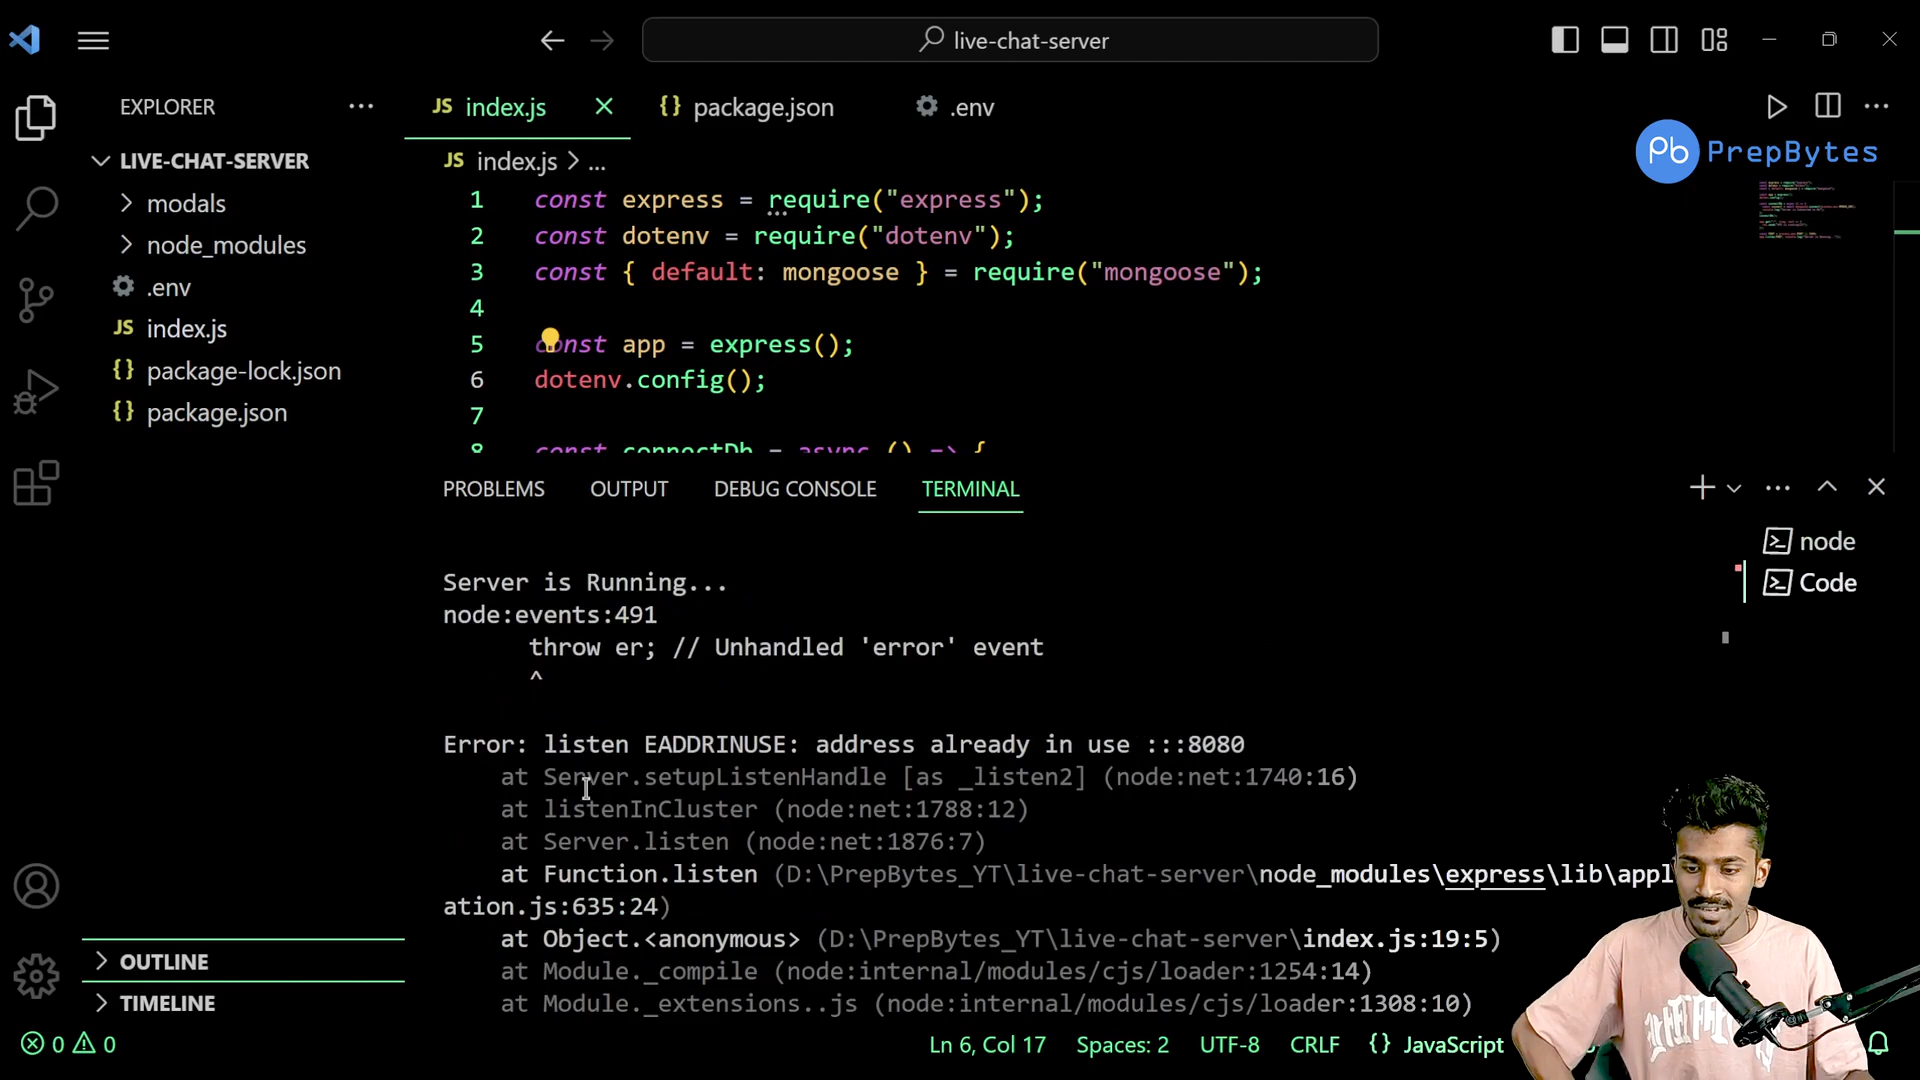 live-chat-server
EXPLORER
LIVE-CHAT-SERVER
modals
node_modules
.env
JS index.js
{} package-lock.json
{} package.json
OUTLINE
TIMELINE
JS index.js
{} package.json
.env
Pb PrepBytes
JS index.js > ...
1 const express = require("express");
2 const dotenv = require("dotenv");
3 const { default: mongoose } = require("mongoose");
4
5 const app = express();
6 dotenv.config();
7
8 const connectDb = async () => {
PROBLEMS OUTPUT DEBUG CONSOLE TERMINAL
node
Code
Server is Running...
node:events:491
throw er; // Unhandled 'error' event
^
Error: listen EADDRINUSE: address already in use :::8080
at Server.setupListenHandle [as _listen2] (node:net:1740:16)
at listenInCluster (node:net:1788:12)
at Server.listen (node:net:1876:7)
at Function.listen (D:\PrepBytes_YT\live-chat-server\node_modules\express\lib\appl
ation.js:635:24)
at Object.<anonymous> (D:\PrepBytes_YT\live-chat-server\index.js:19:5)
at Module._compile (node:internal/modules/cjs/loader:1254:14)
at Module._extensions..js (node:internal/modules/cjs/loader:1308:10)
0 0
Ln 6, Col 17 Spaces: 2 UTF-8 CRLF {} JavaScript